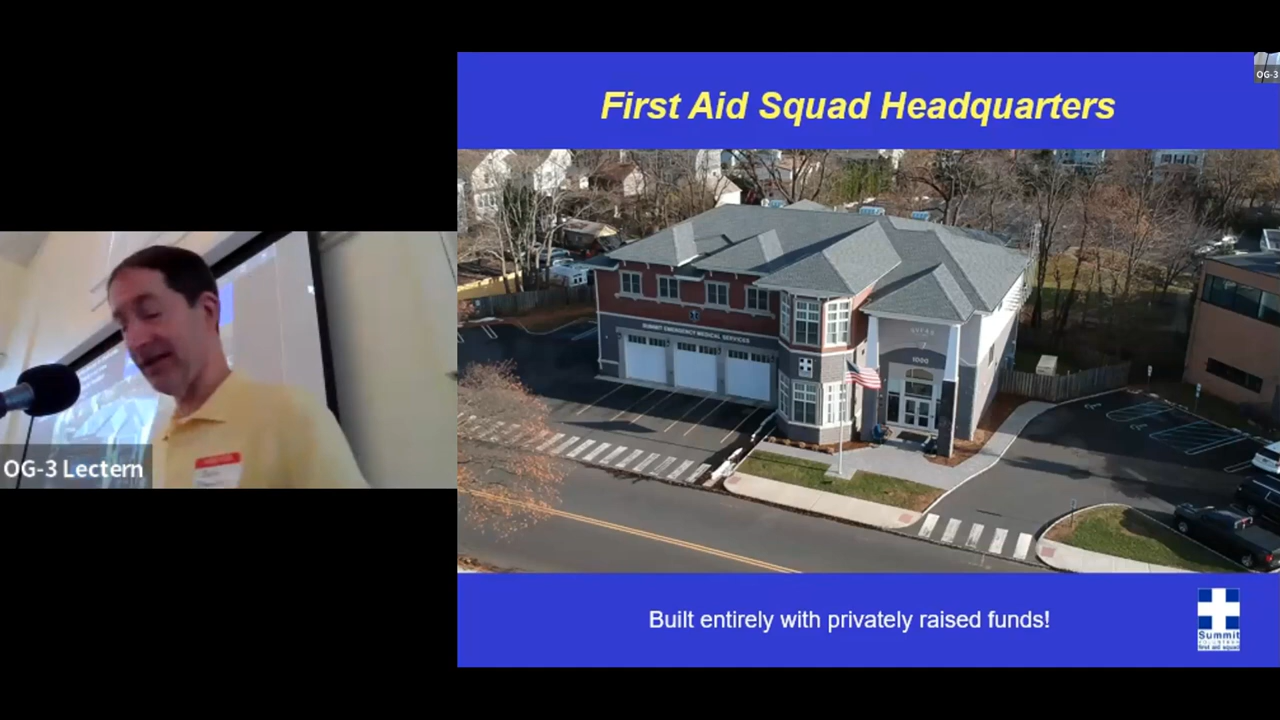 First Aid Squad Headquarters
OG-3
SUMMIT EMERGENCY MEDICAL SERVICES
1000
OG-3 Lectern
Built entirely with privately raised funds!
Summit
VOLUNTEER
first aid squad